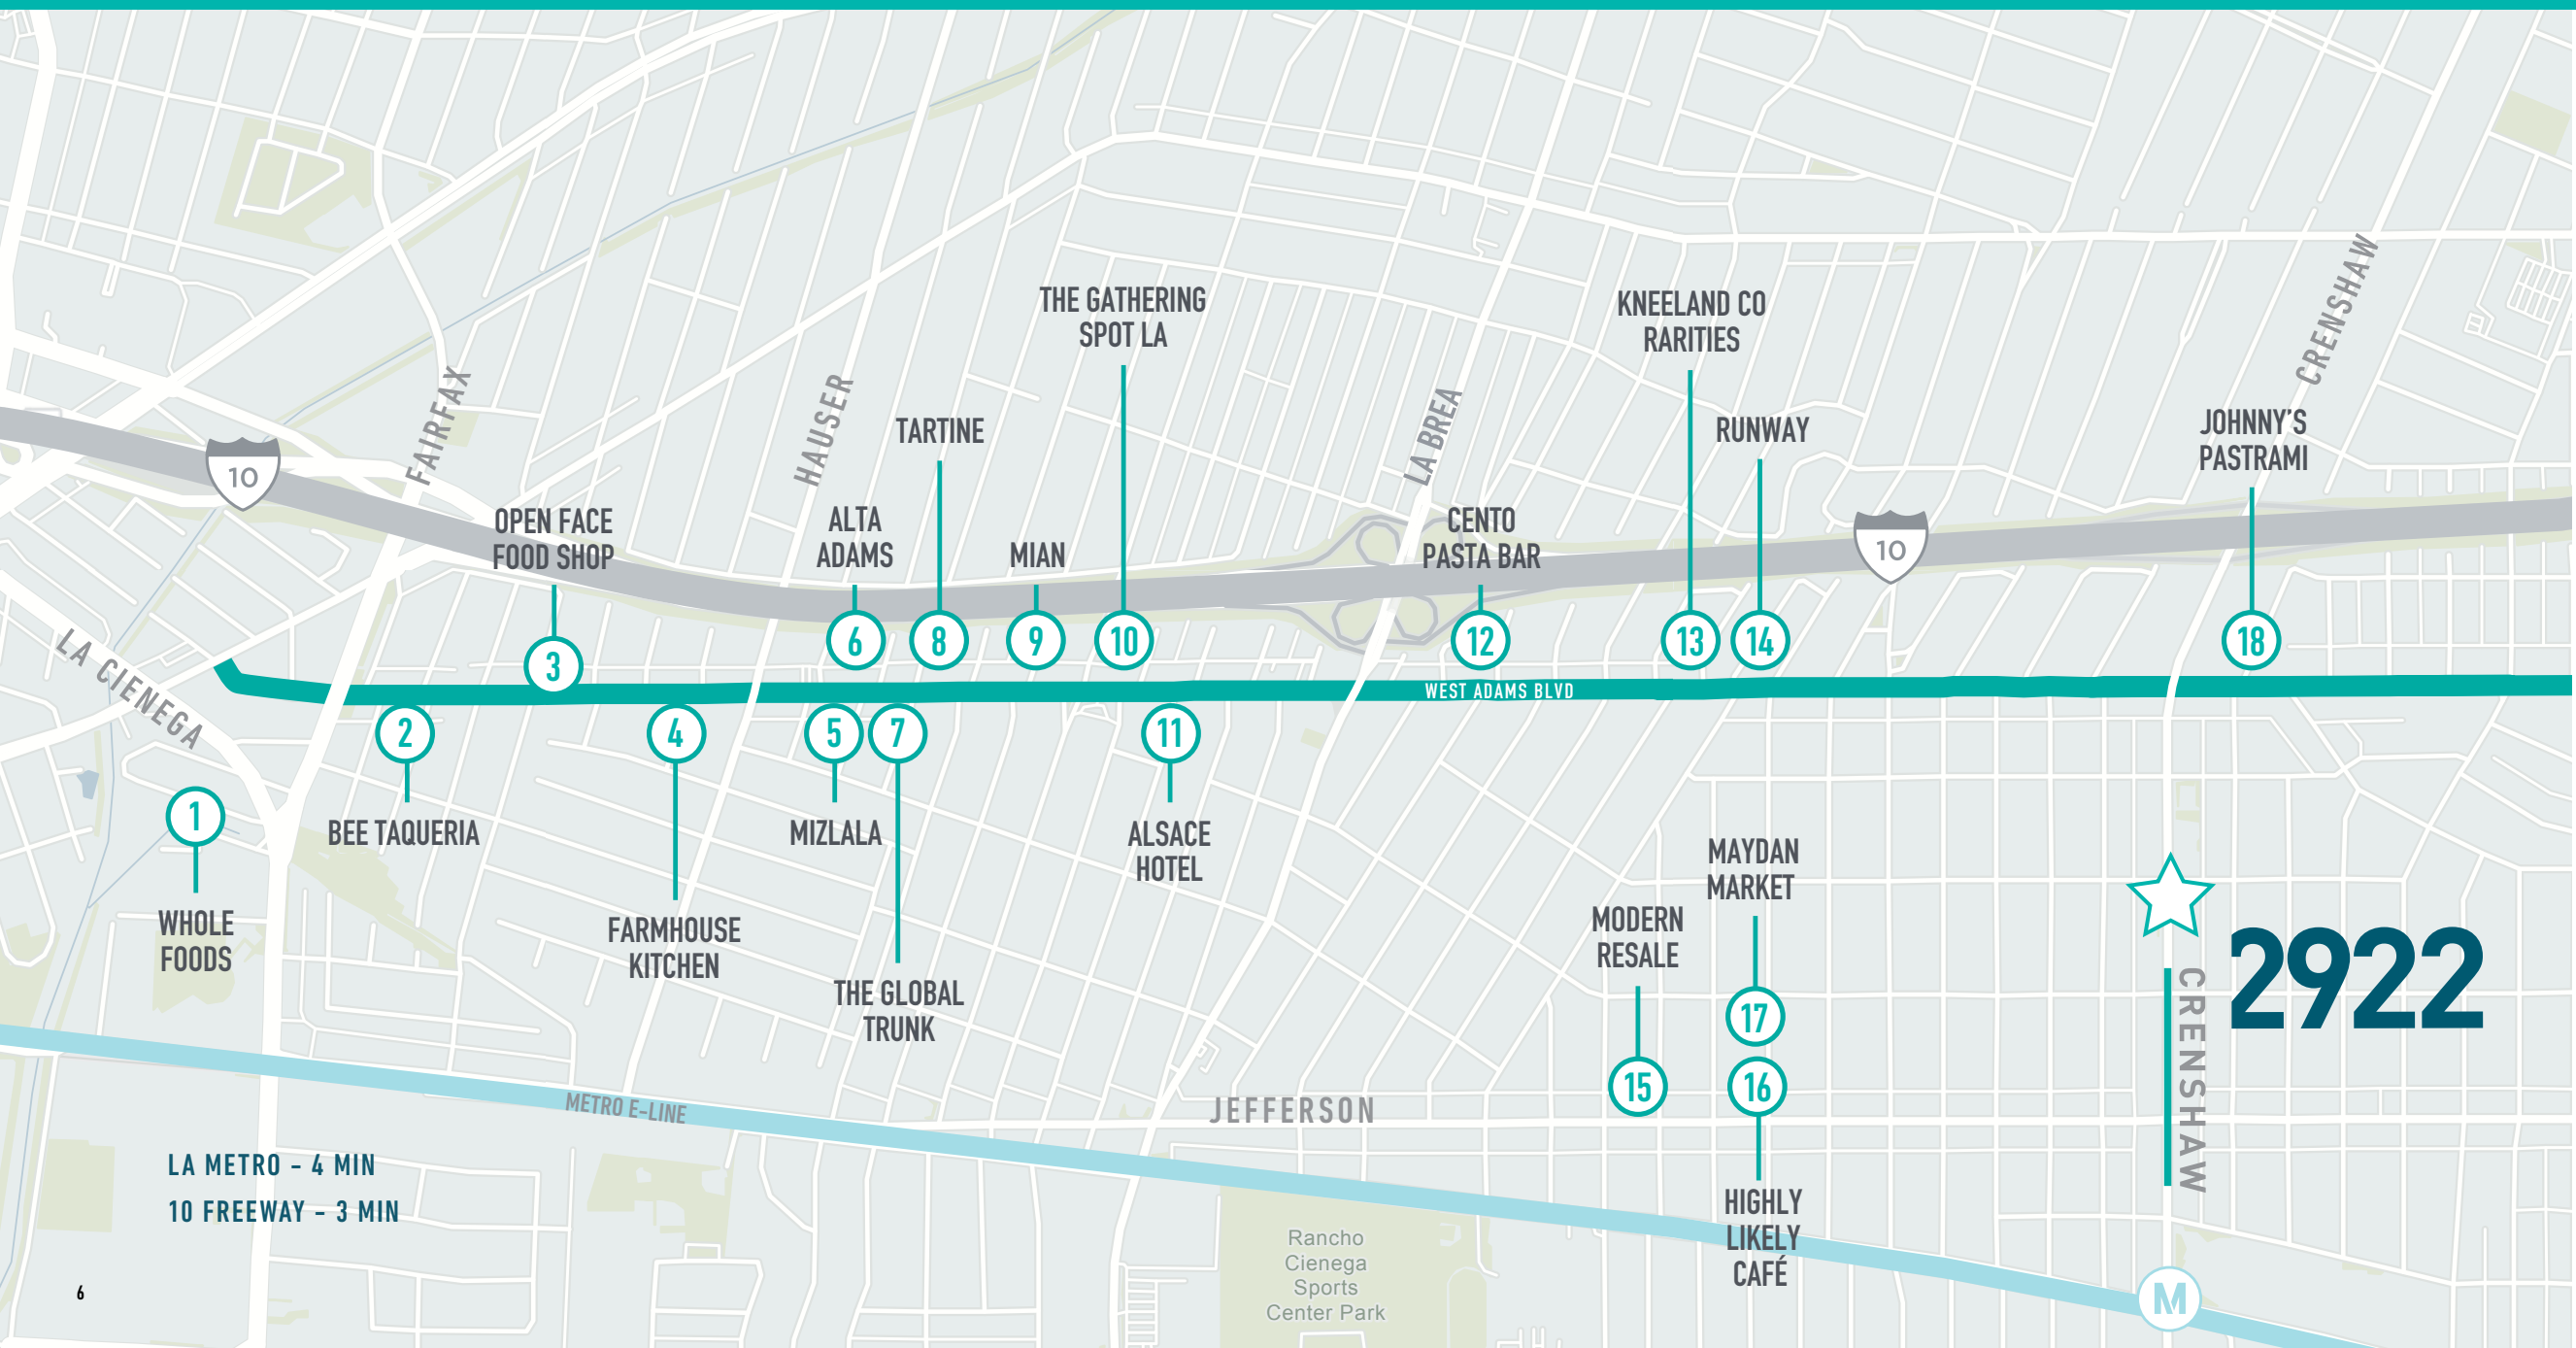 THE GATHERING
SPOT LA
KNEELAND CO
RARITIES
CRENSHAW
FAIRFAX
HAUSER
TARTINE
LA BREA
RUNWAY
JOHNNY'S
PASTRAMI
10
OPEN FACE
FOOD SHOP
ALTA
ADAMS
MIAN
CENTO
PASTA BAR
10
3
6
8
9
10
12
13
14
18
LA CIENEGA
WEST ADAMS BLVD
2
4
5
7
11
1
BEE TAQUERIA
MIZLALA
ALSACE
HOTEL
MAYDAN
MARKET
WHOLE
FOODS
FARMHOUSE
KITCHEN
MODERN
RESALE
2922
THE GLOBAL
TRUNK
17
CRENSHAW
15
16
METRO E-LINE
JEFFERSON
LA METRO - 4 MIN
10 FREEWAY - 3 MIN
HIGHLY
LIKELY
CAFÉ
Rancho
Cienega
Sports
Center Park
6
M